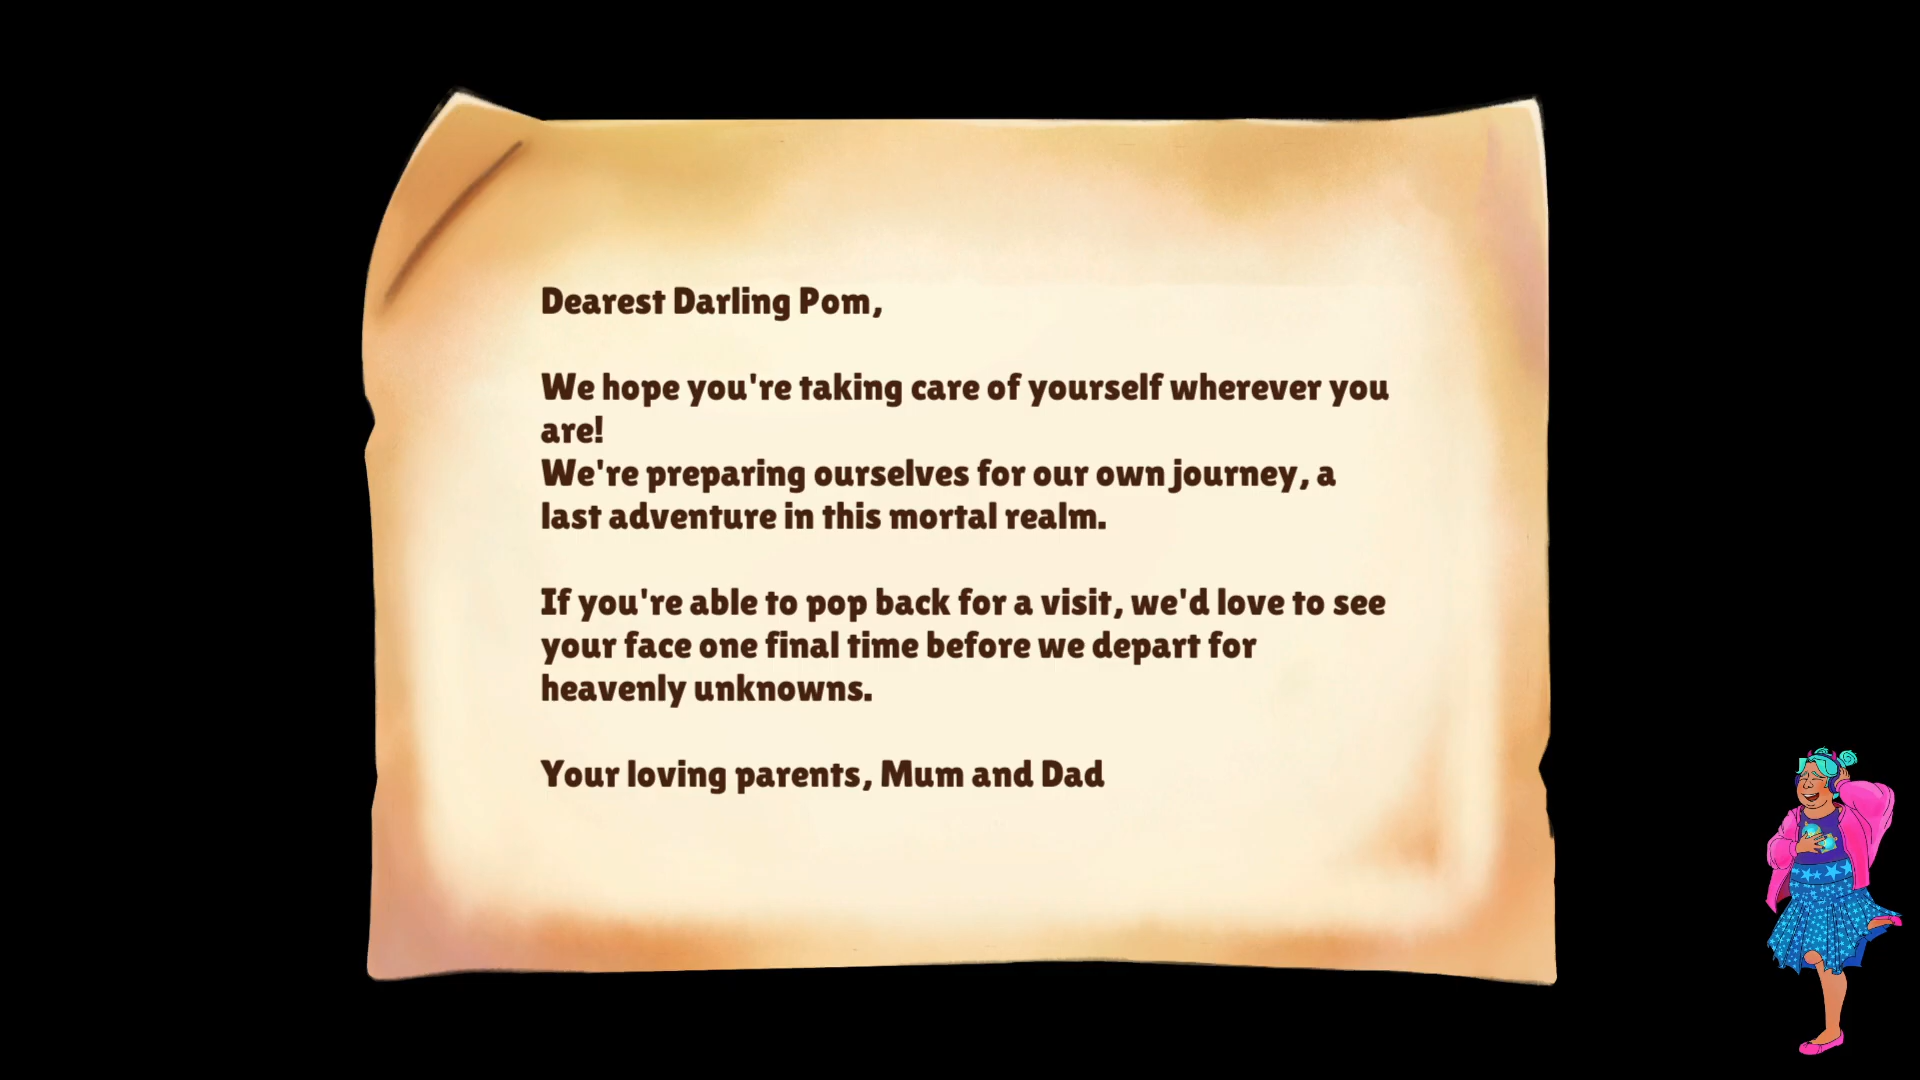 Dearest Darling Pom,
We hope you're taking care of yourself wherever you
are!
We're preparing ourselves for our own journey, a
last adventure in this mortal realm.
If you're able to pop back for a visit, we'd love to see
your face one final time before we depart for
heavenly unknowns.
Your loving parents, Mum and Dad